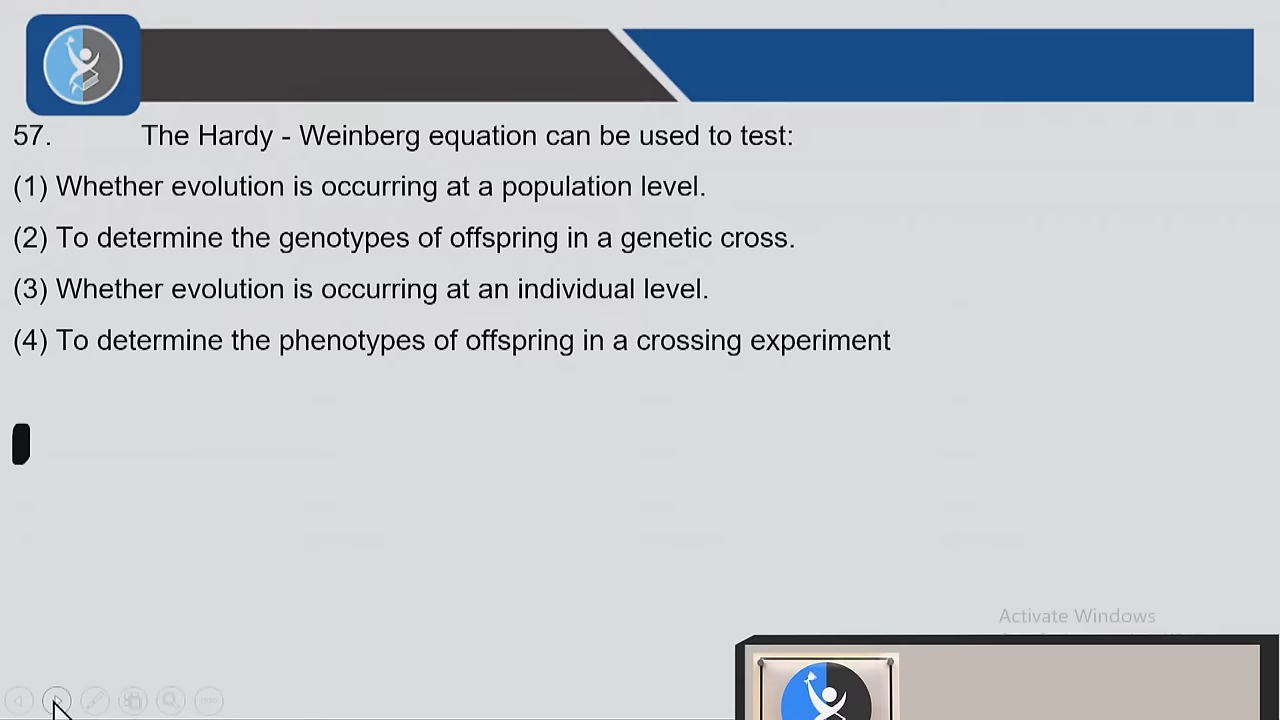 57. The Hardy - Weinberg equation can be used to test:
(1) Whether evolution is occurring at a population level.
(2) To determine the genotypes of offspring in a genetic cross.
(3) Whether evolution is occurring at an individual level.
(4) To determine the phenotypes of offspring in a crossing experiment
Activate Windows